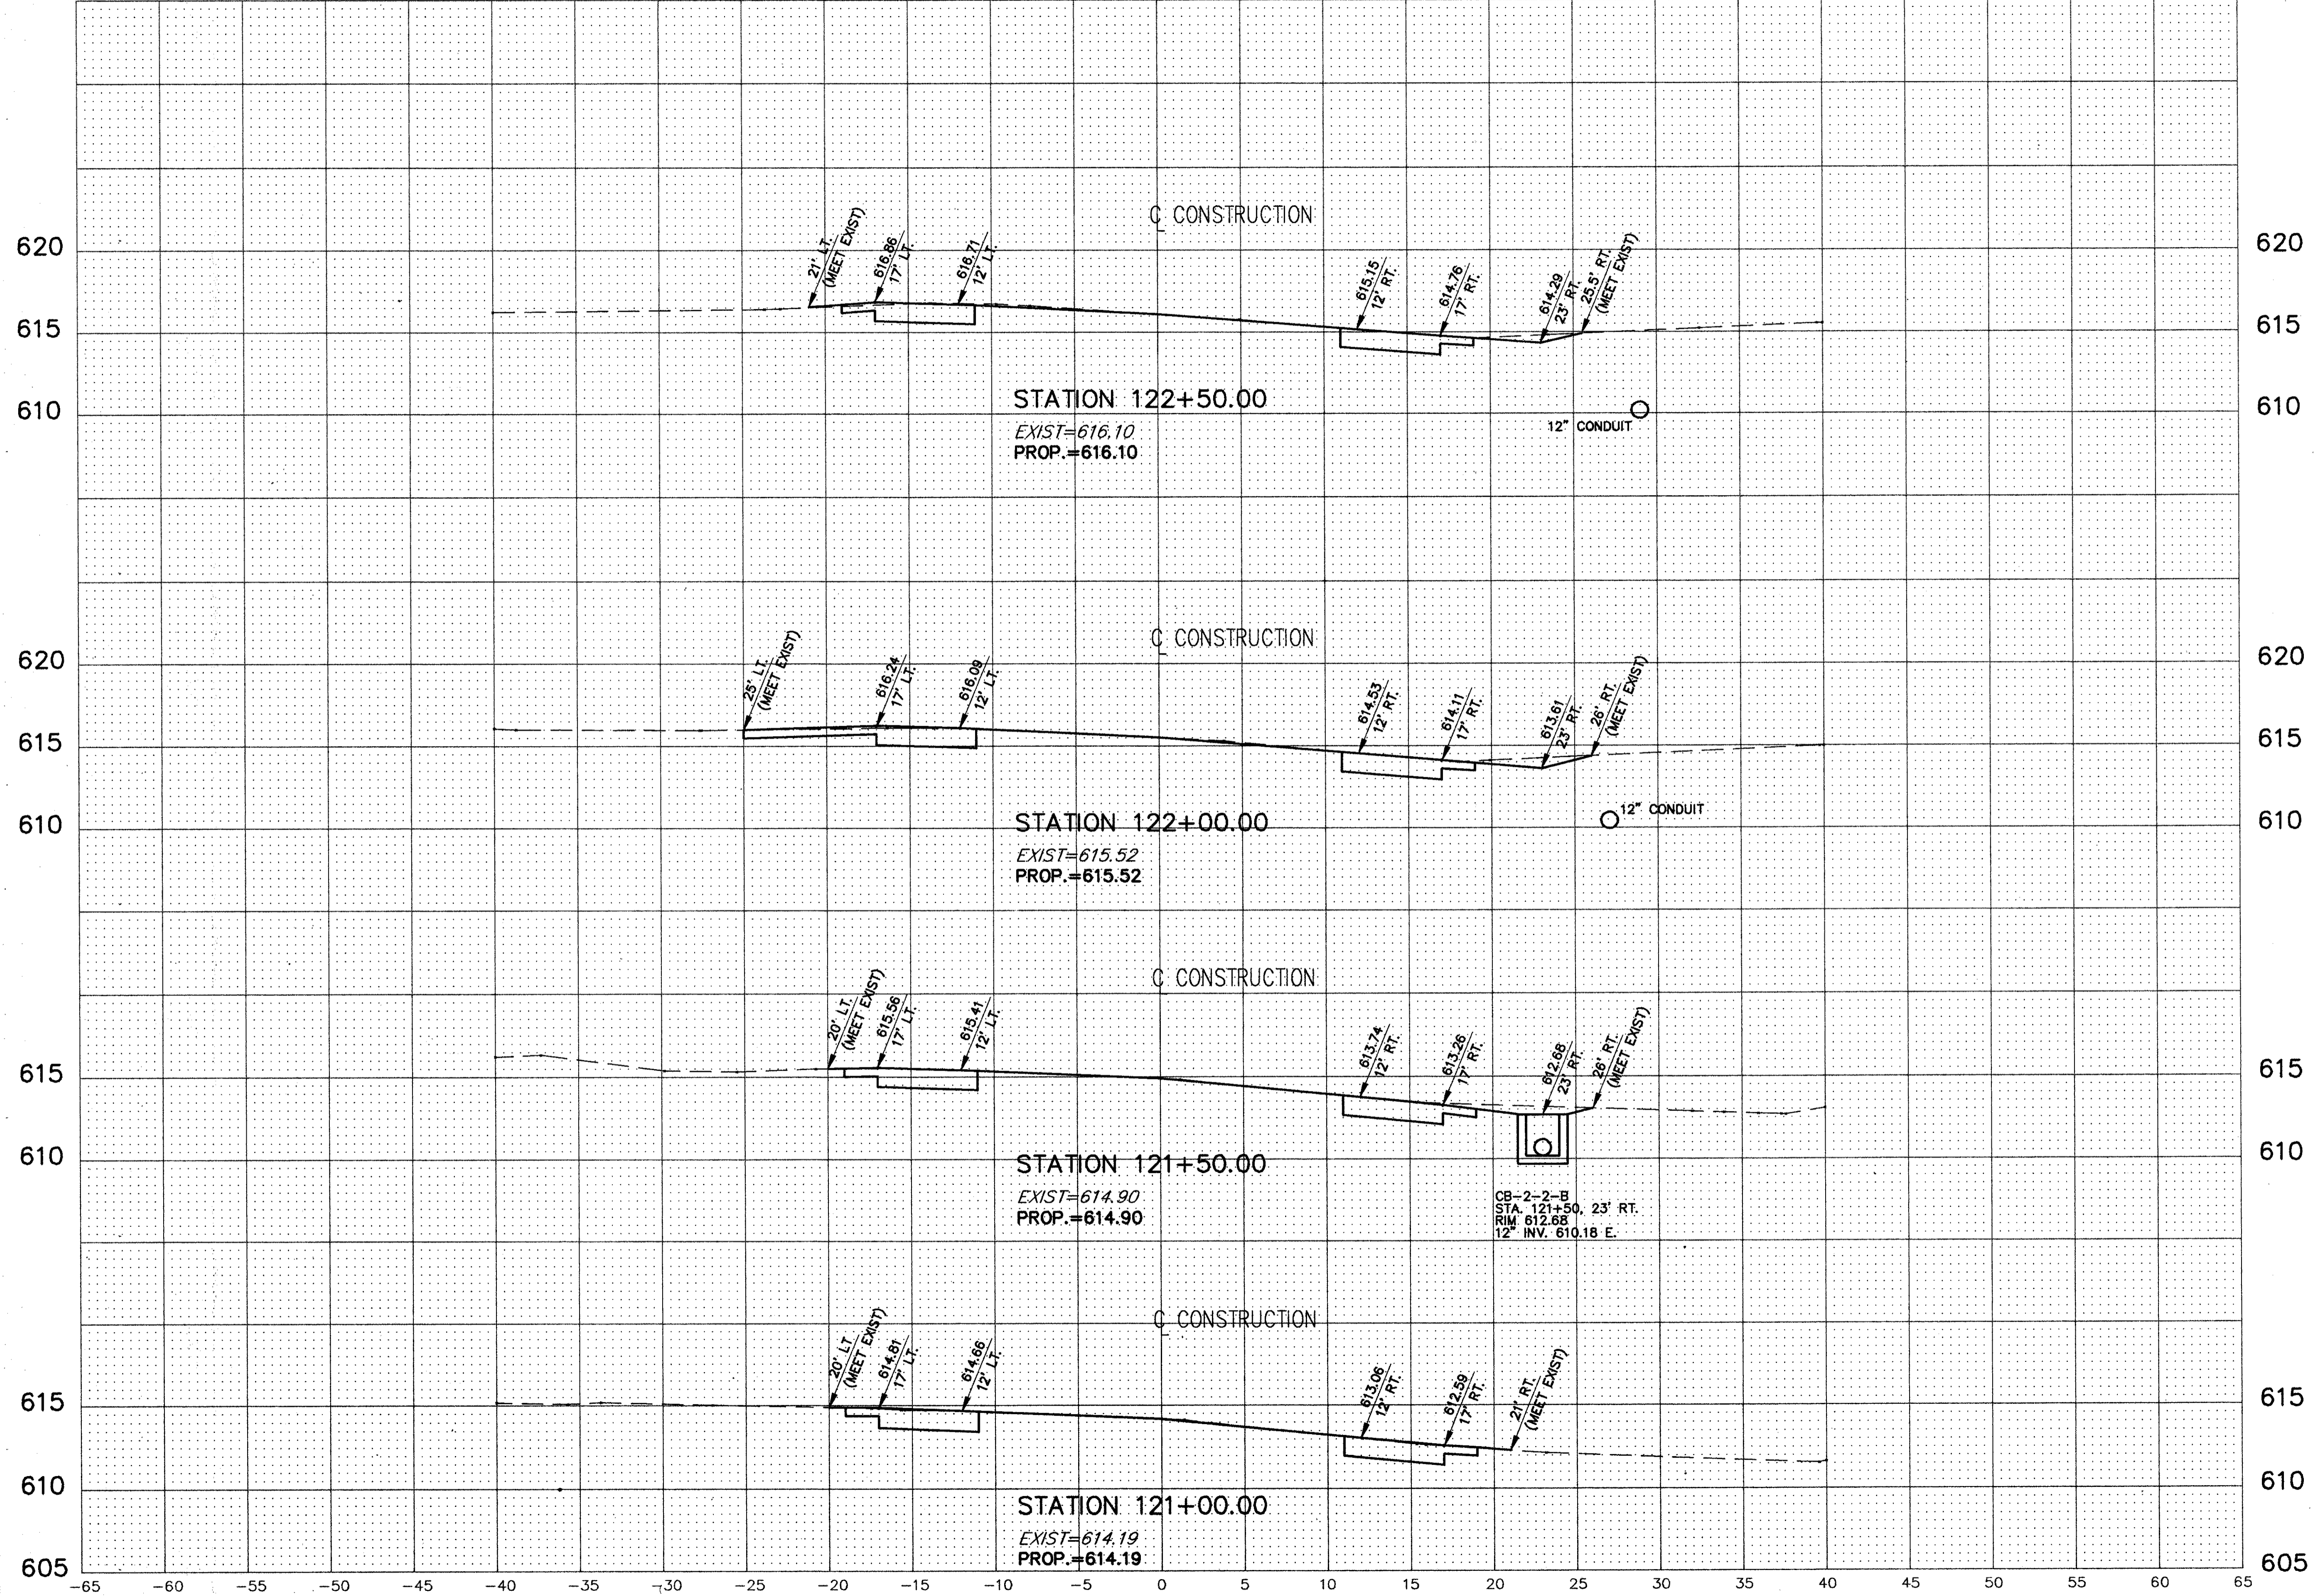 ℄ CONSTRUCTION
620
21' LT.
(MEET EXIST)
616.86
17' LT.
616.71
12' LT.
615.15
12' RT.
614.76
17' RT.
614.29
23' RT.
25.5' RT.
(MEET EXIST)
620
615
615
STATION 122+50.00
610
610
12" CONDUIT
EXIST=616.10
PROP.=616.10
℄ CONSTRUCTION
620
25' LT.
(MEET EXIST)
616.24
17' LT.
616.09
12' LT.
614.53
12' RT.
614.11
17' RT.
613.61
23' RT.
26' RT.
(MEET EXIST)
620
615
615
12" CONDUIT
STATION 122+00.00
610
610
EXIST=615.52
PROP.=615.52
℄ CONSTRUCTION
20' LT.
(MEET EXIST)
615.56
17' LT.
615.41
12' LT.
613.74
12' RT.
613.26
17' RT.
612.68
23' RT.
26' RT.
(MEET EXIST)
615
615
610
STATION 121+50.00
610
EXIST=614.90
PROP.=614.90
CB-2-2-B
STA. 121+50, 23' RT.
RIM 612.68
12" INV. 610.18 E.
℄ CONSTRUCTION
20' LT
(MEET EXIST)
614.81
17' LT.
614.66
12' LT.
613.06
12' RT.
612.59
17' RT.
21' RT.
(MEET EXIST)
615
615
610
610
STATION 121+00.00
EXIST=614.19
PROP.=614.19
605
605
-65 -60 -55 -50 -45 -40 -35 -30 -25 -20 -15 -10 -5 0 5 10 15 20 25 30 35 40 45 50 55 60 65